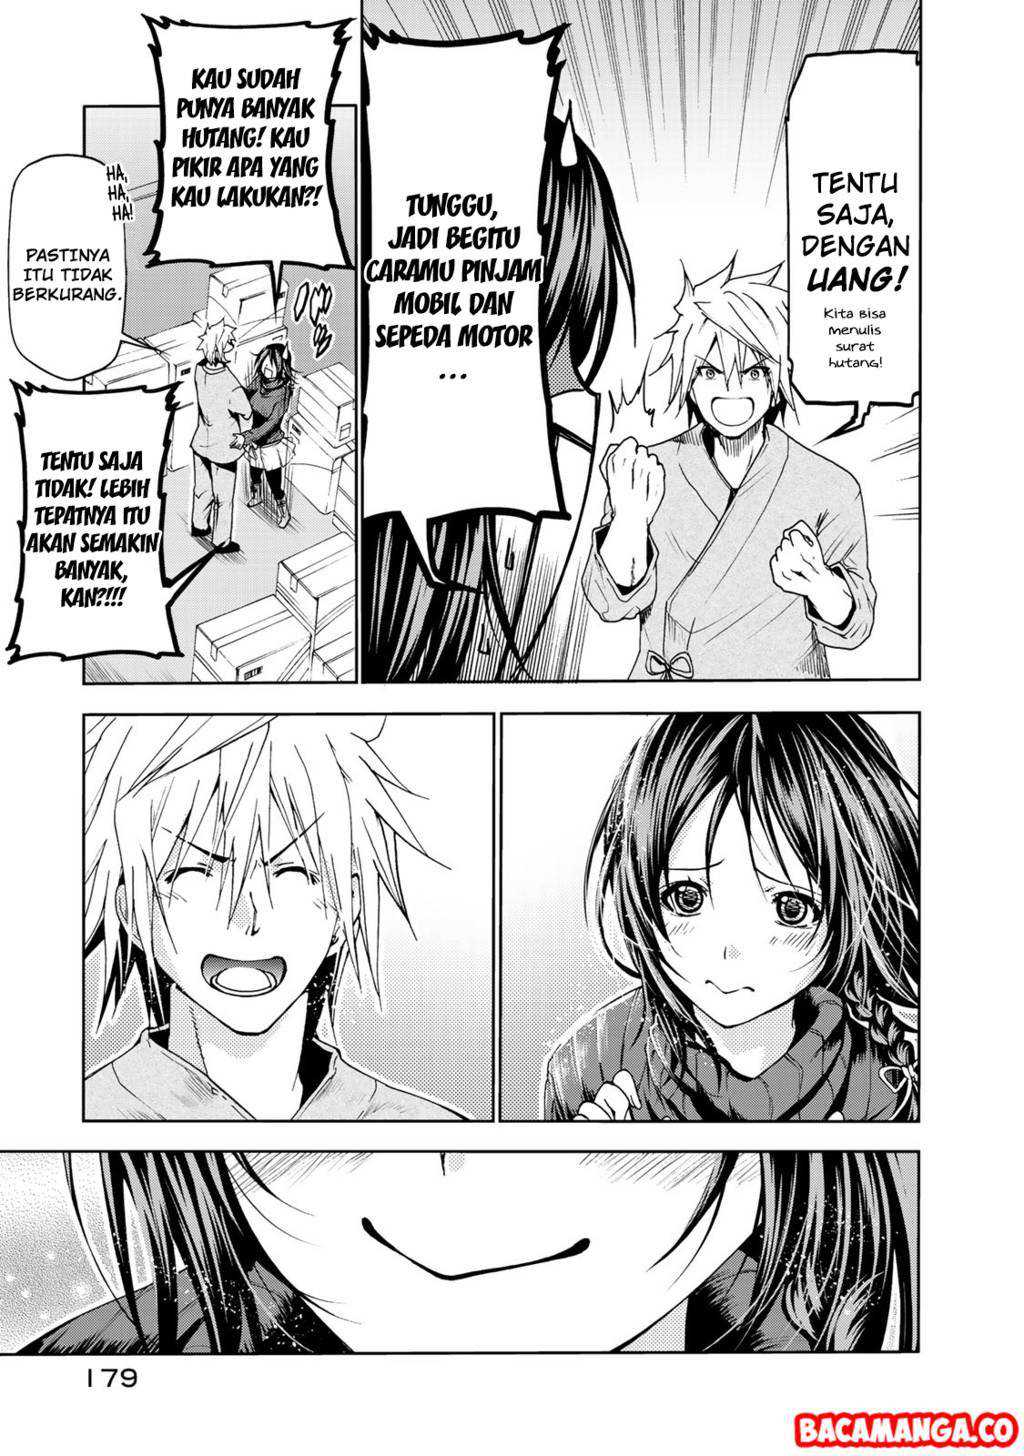 TENTU
SAJA,
DENGAN
UANG!
Kita Bisa
menulis
surat
hutang!
TUNGGU,
JADI BEGITU
CARAMU PINJAM
MOBIL DAN
SEPEDA MOTOR
...
KAU SUDAH
PUNYA BANYAK
HUTANG! KAU
PIKIR APA YANG
KAU LAKUKAN?!
HA,
HA,
HA!
PASTINYA
ITU TIDAK
BERKURANG.
TENTU SAJA
TIDAK! LEBIH
TEPATNYA ITU
AKAN SEMAKIN
BANYAK,
KAN?!!!
179
BACAMANGA.CO